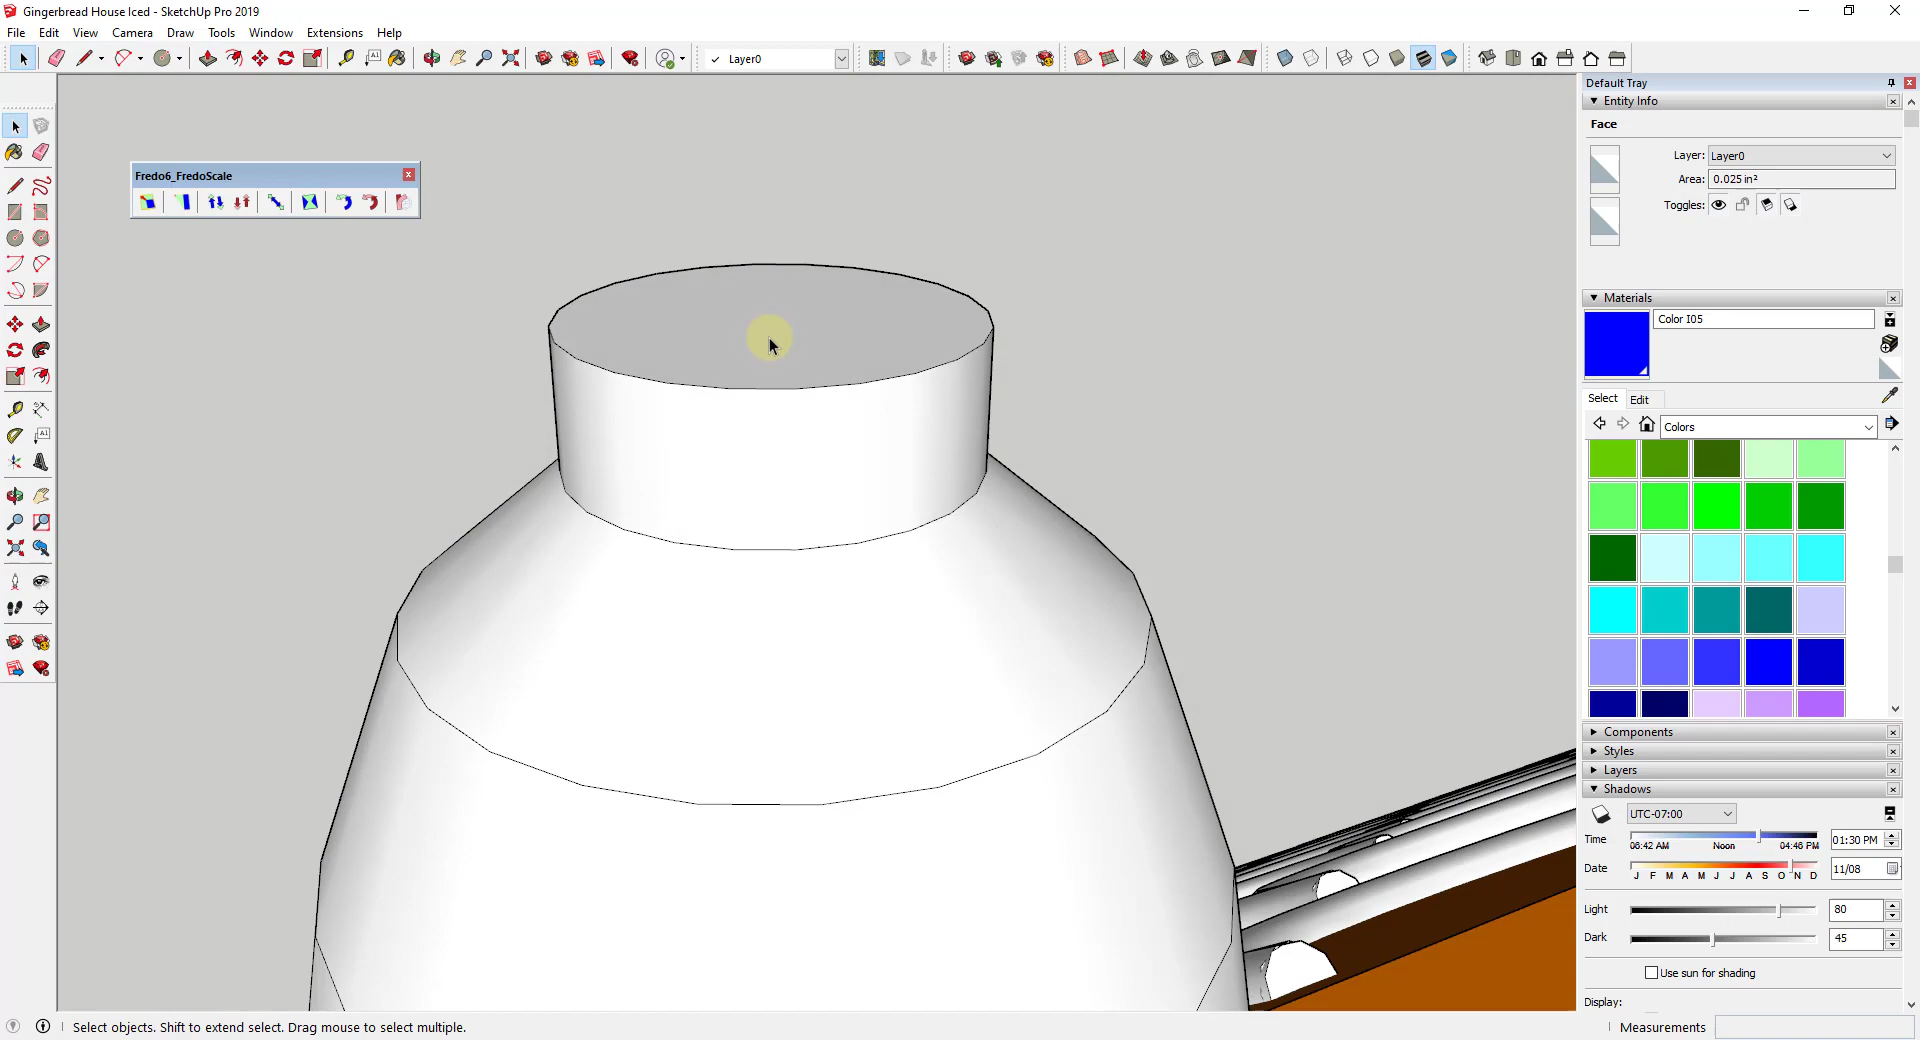 Gingerbread House Iced - SketchUp Pro 2019
File Edit View Camera Draw Tools Window Extensions Help
Layer0
Default Tray
Entity Info
Face
Layer: Layer0
Area: 0.025 in²
Toggles:
Fredo6_FredoScale
Materials
Color I05
Select Edit
Colors
Components
Styles
Layers
Shadows
UTC-07:00
Time 01:30 PM
06:42 AM Noon 04:46 PM
Date 11/08
J F M A M J J A S O N D
Light 80
Dark 45
Use sun for shading
Display:
Select objects. Shift to extend select. Drag mouse to select multiple.
Measurements